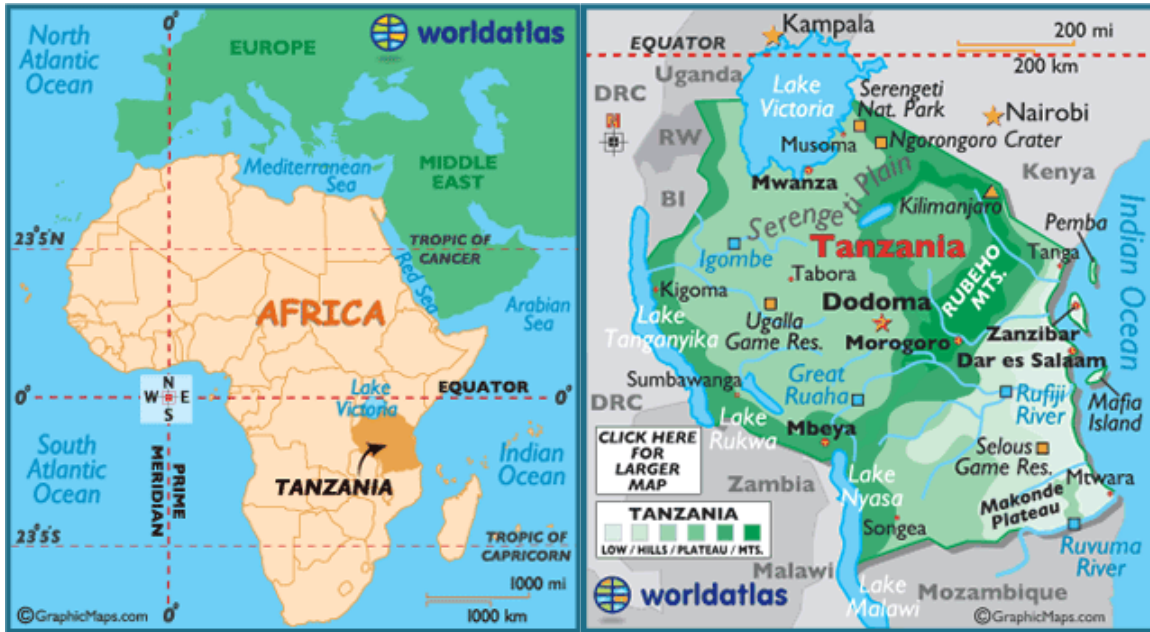 0°
North
Atlantic
Ocean
EUROPE
worldatlas
Mediterranean
Sea
MIDDLE
EAST
23°5'N
TROPIC OF
CANCER
Red Sea
Arabian
Sea
AFRICA
N
W E
S
0°
EQUATOR
0°
Lake
Victoria
South
Atlantic
Ocean
PRIME
MERIDIAN
TANZANIA
Indian
Ocean
23°5'S
TROPIC OF
CAPRICORN
1000 mi
1000 km
©GraphicMaps.com
0°
Kampala
200 mi
EQUATOR
200 km
Uganda
Lake
Victoria
Serengeti
Nat. Park
DRC
N
Nairobi
RW
Musoma
Ngorongoro Crater
Kenya
Mwanza
BI
Serengeti Plain
Kilimanjaro
Pemba
Indian Ocean
Igombe
Tanzania
Tanga
Tabora
RUBEHO
MTS.
Kigoma
Dodoma
Lake
Tanganyika
Ugalla
Game Res.
Zanzibar
Morogoro
Dar es Salaam
Sumbawanga
Great
Ruaha
Rufiji
River
DRC
Lake
Rukwa
Mafia
Island
CLICK HERE
FOR
LARGER
MAP
Mbeya
Selous
Game Res.
Zambia
Lake
Nyasa
Mtwara
Makonde
Plateau
TANZANIA
LOW / HILLS / PLATEAU / MTS.
Songea
Ruvuma
River
Malawi
worldatlas
Lake
Malawi
Mozambique
©GraphicMaps.com